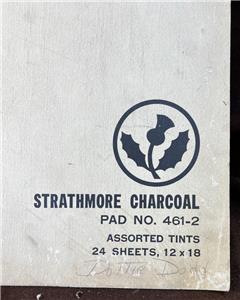 STRATHMORE CHARCOAL
PAD NO. 461-2
ASSORTED TINTS
24 SHEETS, 12 x 18